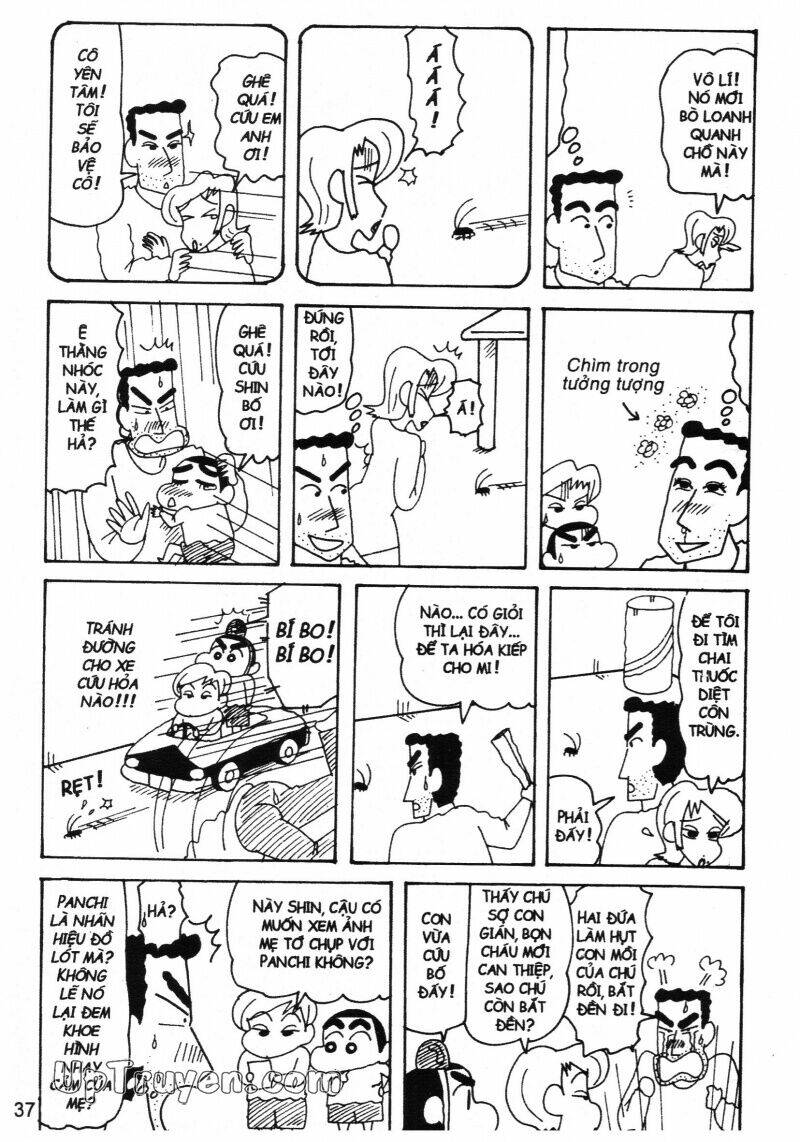 VÔ LÍ!
NÓ MỚI
BÒ LOANH
QUANH
CHỖ NÀY
MÀ!
Á
Á Á
Á!
GHÊ
QUÁ!
CỨU EM
ANH
ƠI!
CÔ
YÊN
TÂM!
TÔI
SẼ
BẢO
VỆ
CÔ!
Chìm trong
tưởng tượng
Á!
ĐÚNG
RỒI,
TỚI
ĐÂY
NÀO!
GHÊ
QUÁ!
CỨU
SHIN
BỐ
ƠI!
Ê
THẰNG
NHÓC
NÀY,
LÀM GÌ
THẾ
HẢ?
ĐỂ TÔI
ĐI TÌM
CHAI
THUỐC
DIỆT
CÔN
TRÙNG.
PHẢI
ĐẤY!
NÀO... CÓ GIỎI
THÌ LẠI ĐÂY...
ĐỂ TA HÓA KIẾP
CHO MI!
BÍ BO!
BÍ BO!
TRÁNH
ĐƯỜNG
CHO XE
CỨU HỎA
NÀO!!!
RẸT!
HAI ĐỨA
LÀM HỤT
CON MỒI
CỦA CHÚ
RỒI, BẮT
ĐỀN ĐI!
THẤY CHÚ
SỢ CON
GIÁN, BỌN
CHÁU MỚI
CAN THIỆP,
SAO CHÚ
CÒN BẮT
ĐỀN?
CON
VỪA
CỨU
BỐ
ĐẤY!
NÀY SHIN, CẬU CÓ
MUỐN XEM ẢNH
MẸ TỚ CHỤP VỚI
PANCHI KHÔNG?
HẢ?
PANCHI
LÀ NHÃN
HIỆU ĐỒ
LÓT MÀ?
KHÔNG
LẼ NÓ
LẠI ĐEM
KHOE
HÌNH
NHẠY
CẢM CỦA
MẸ?
UpTruyen.com
37